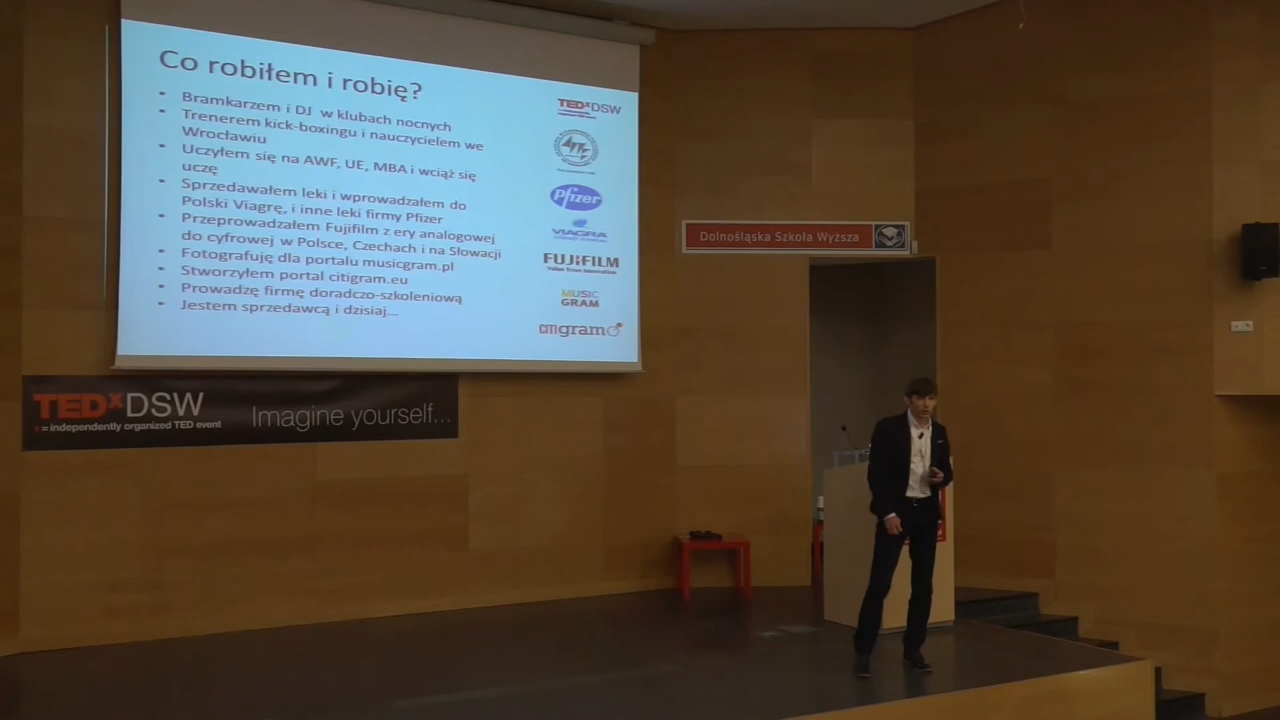 Co robiłem i robię?
• Bramkarzem i DJ w klubach nocnych
• Trenerem kick-boxingu i nauczycielem we
Wrocławiu
• Uczyłem się na AWF, UE, MBA i wciąż się
uczę
• Sprzedawałem leki i wprowadzałem do
Polski Viagrę, i inne leki firmy Pfizer
• Przeprowadzałem Fujifilm z ery analogowej
do cyfrowej w Polsce, Czechach i na Słowacji
• Fotografuję dla portalu musicgram.pl
• Stworzyłem portal citigram.eu
• Prowadzę firmę doradczo-szkoleniową
• Jestem sprzedawcą i dzisiaj...
TEDxDSW
Pfizer
VIAGRA
FUJIFILM
Value from Innovation
MUSIC
GRAM
CITIgram
Dolnośląska Szkoła Wyższa
TEDxDSW
x = independently organized TED event
Imagine yourself...